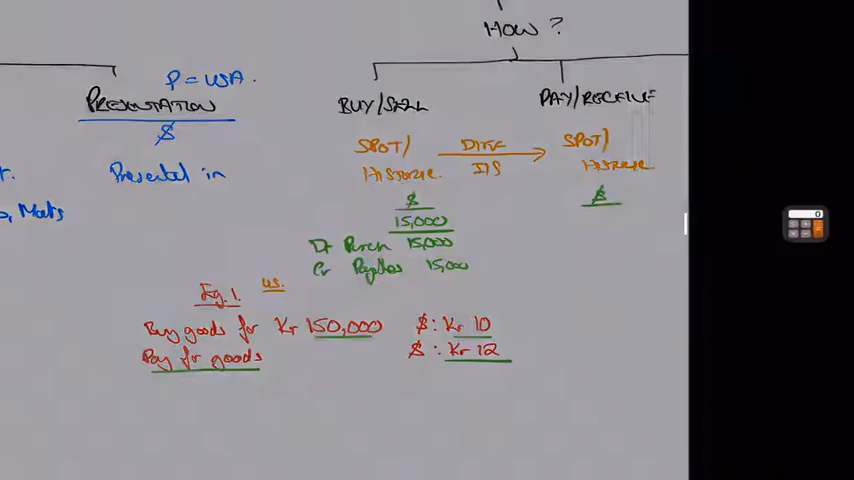 How ?
P = USA.
PRESENTATION
$
Presented in
, Mats
BUY/SELL
PAY/RECEIVE
SPOT/
HISTORIC.
DIFF
I/S
SPOT/
HISTORIC
$
15,000
Dr Purch 15,000
Cr Payables 15,000
$
Eg.1. US.
Buy goods for Kr 150,000 $: Kr 10
Pay for goods $: Kr 12
0